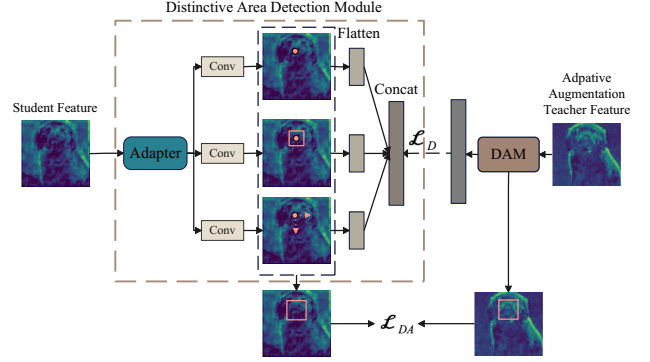 Distinctive Area Detection Module
Flatten
Conv
Concat
Student Feature
Adpative
Augmentation
Teacher Feature
Adapter
Conv
ℒ_D
DAM
Conv
ℒ_DA